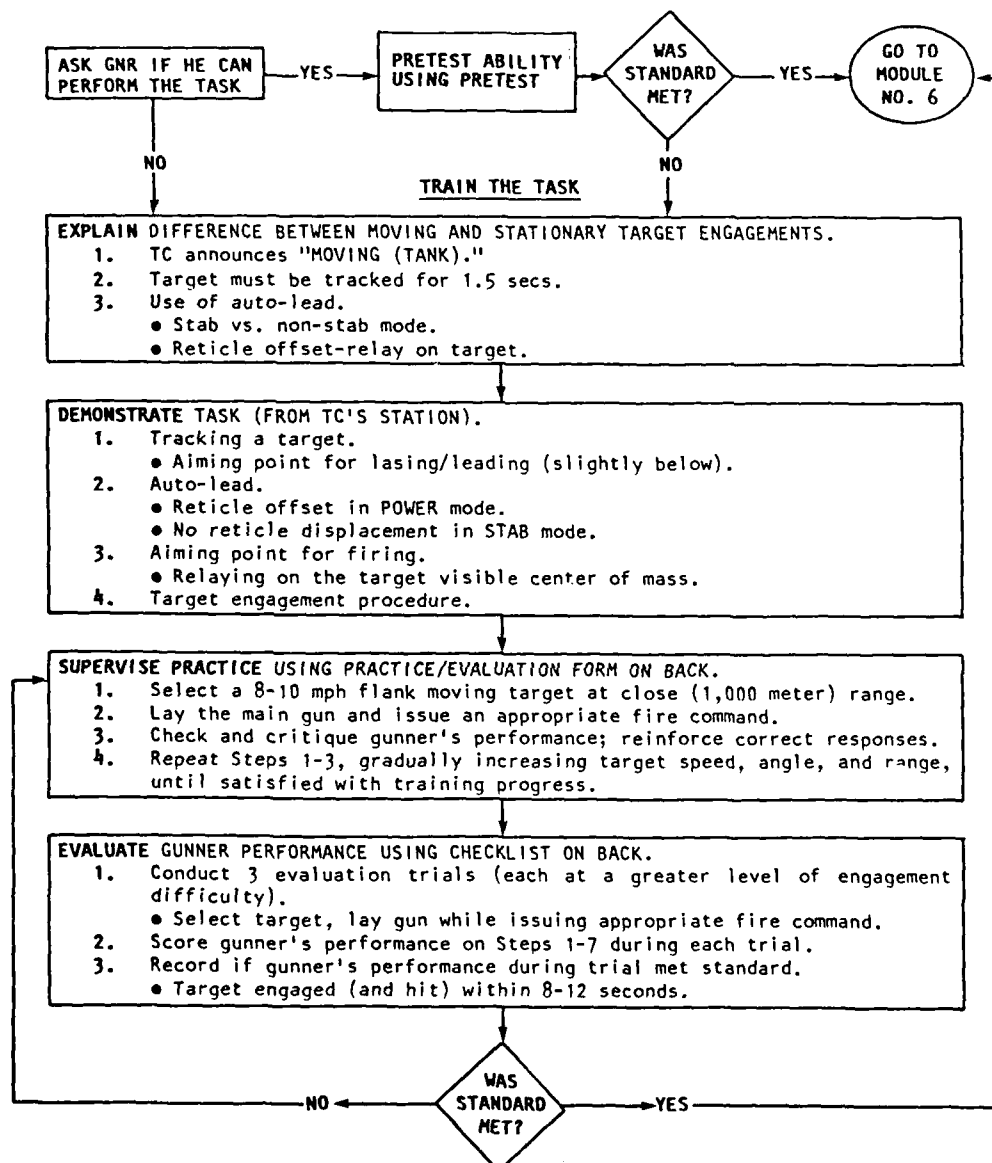 ASK GNR IF HE CAN
PERFORM THE TASK
YES
PRETEST ABILITY
USING PRETEST
WAS
STANDARD
MET?
YES
GO TO
MODULE
NO. 6
NO
NO
TRAIN THE TASK
EXPLAIN DIFFERENCE BETWEEN MOVING AND STATIONARY TARGET ENGAGEMENTS.
1. TC announces "MOVING (TANK)."
2. Target must be tracked for 1.5 secs.
3. Use of auto-lead.
● Stab vs. non-stab mode.
● Reticle offset-relay on target.
DEMONSTRATE TASK (FROM TC'S STATION).
1. Tracking a target.
● Aiming point for lasing/leading (slightly below).
2. Auto-lead.
● Reticle offset in POWER mode.
● No reticle displacement in STAB mode.
3. Aiming point for firing.
● Relaying on the target visible center of mass.
4. Target engagement procedure.
SUPERVISE PRACTICE USING PRACTICE/EVALUATION FORM ON BACK.
1. Select a 8-10 mph flank moving target at close (1,000 meter) range.
2. Lay the main gun and issue an appropriate fire command.
3. Check and critique gunner's performance; reinforce correct responses.
4. Repeat Steps 1-3, gradually increasing target speed, angle, and range,
until satisfied with training progress.
EVALUATE GUNNER PERFORMANCE USING CHECKLIST ON BACK.
1. Conduct 3 evaluation trials (each at a greater level of engagement
difficulty).
● Select target, lay gun while issuing appropriate fire command.
2. Score gunner's performance on Steps 1-7 during each trial.
3. Record if gunner's performance during trial met standard.
● Target engaged (and hit) within 8-12 seconds.
NO
WAS
STANDARD
MET?
YES